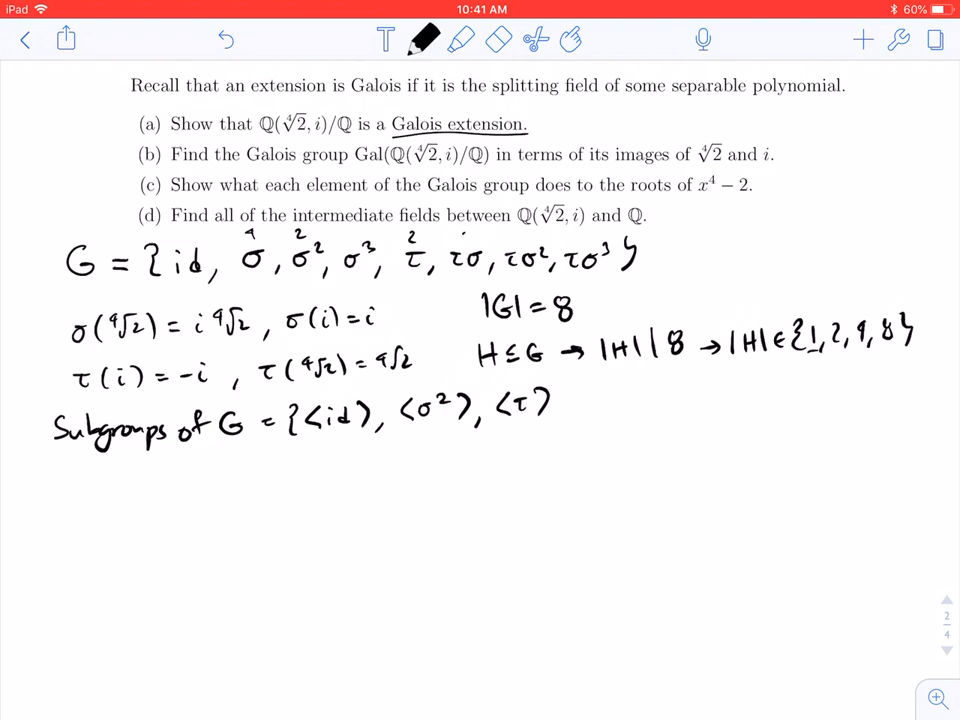 iPad 10:41 AM 60%
Recall that an extension is Galois if it is the splitting field of some separable polynomial.
(a) Show that ℚ(∜2, i)/ℚ is a Galois extension.
(b) Find the Galois group Gal(ℚ(∜2, i)/ℚ) in terms of its images of ∜2 and i.
(c) Show what each element of the Galois group does to the roots of x⁴ − 2.
(d) Find all of the intermediate fields between ℚ(∜2, i) and ℚ.
4 2 2
G = {id, σ, σ², σ³, τ, τσ, τσ², τσ³}
σ(∜2) = i ∜2, σ(i) = i |G| = 8
τ(i) = -i, τ(∜2) = ∜2 H ≤ G → |H| | 8 → |H| ∈ {1, 2, 4, 8}
Subgroups of G = {<id>, <σ²>, <τ>
2
4